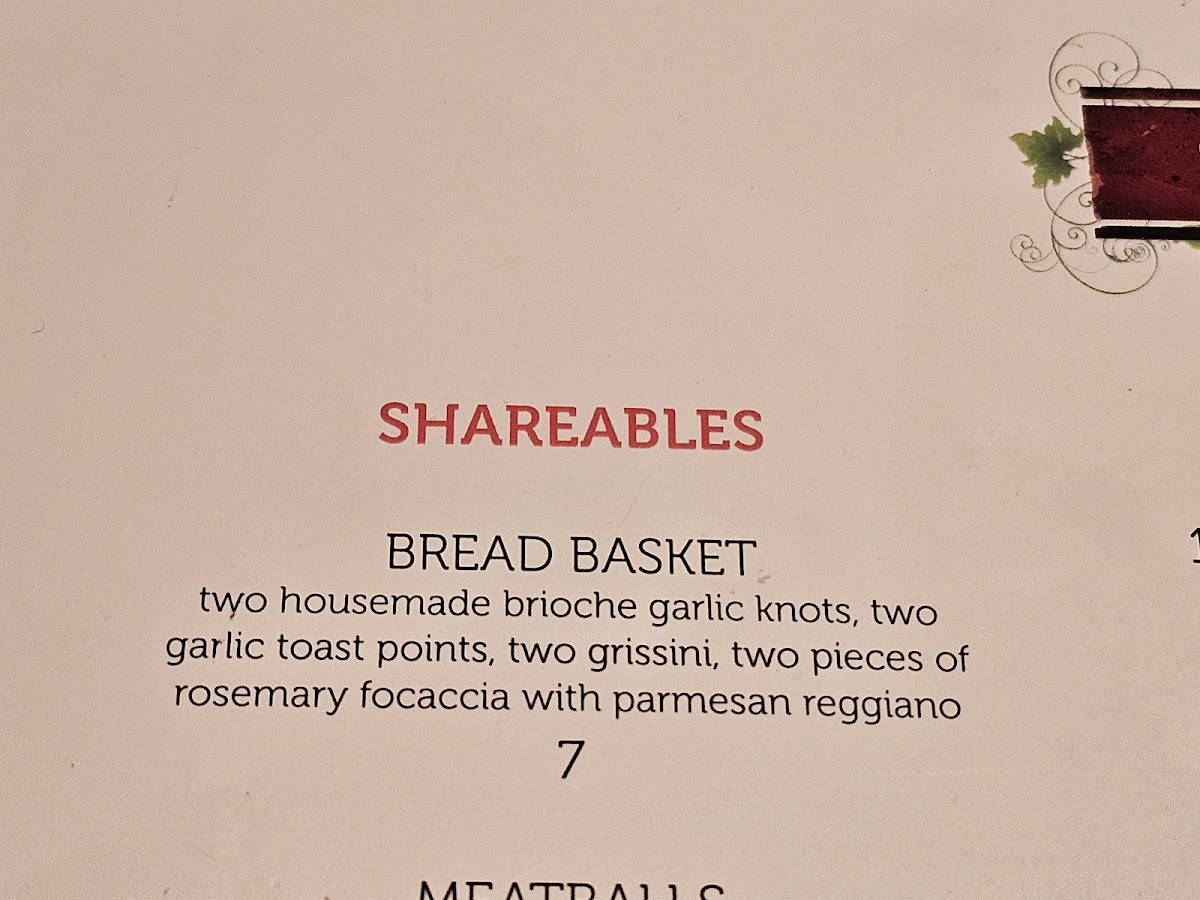 SHAREABLES
BREAD BASKET
two housemade brioche garlic knots, two
garlic toast points, two grissini, two pieces of
rosemary focaccia with parmesan reggiano
7
MEATBALLS